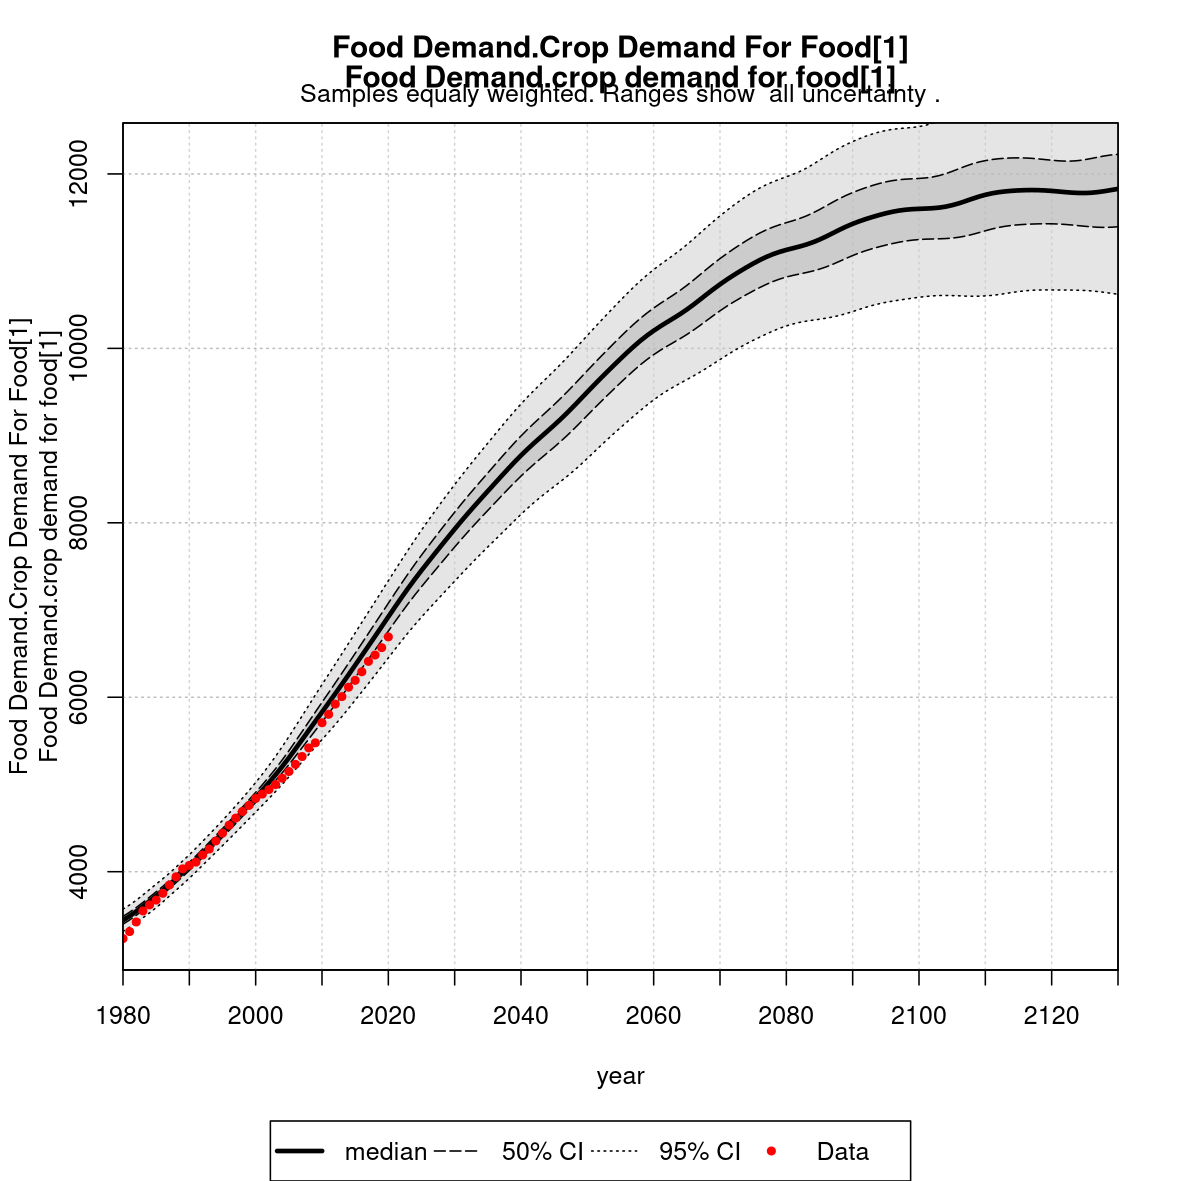 Food Demand.Crop Demand For Food[1]
Food Demand.crop demand for food[1]
Samples equaly weighted. Ranges show  all uncertainty .
Food Demand.Crop Demand For Food[1]
Food Demand.crop demand for food[1]
12000
10000
8000
6000
4000
1980 2000 2020 2040 2060 2080 2100 2120
year
median 50% CI 95% CI Data